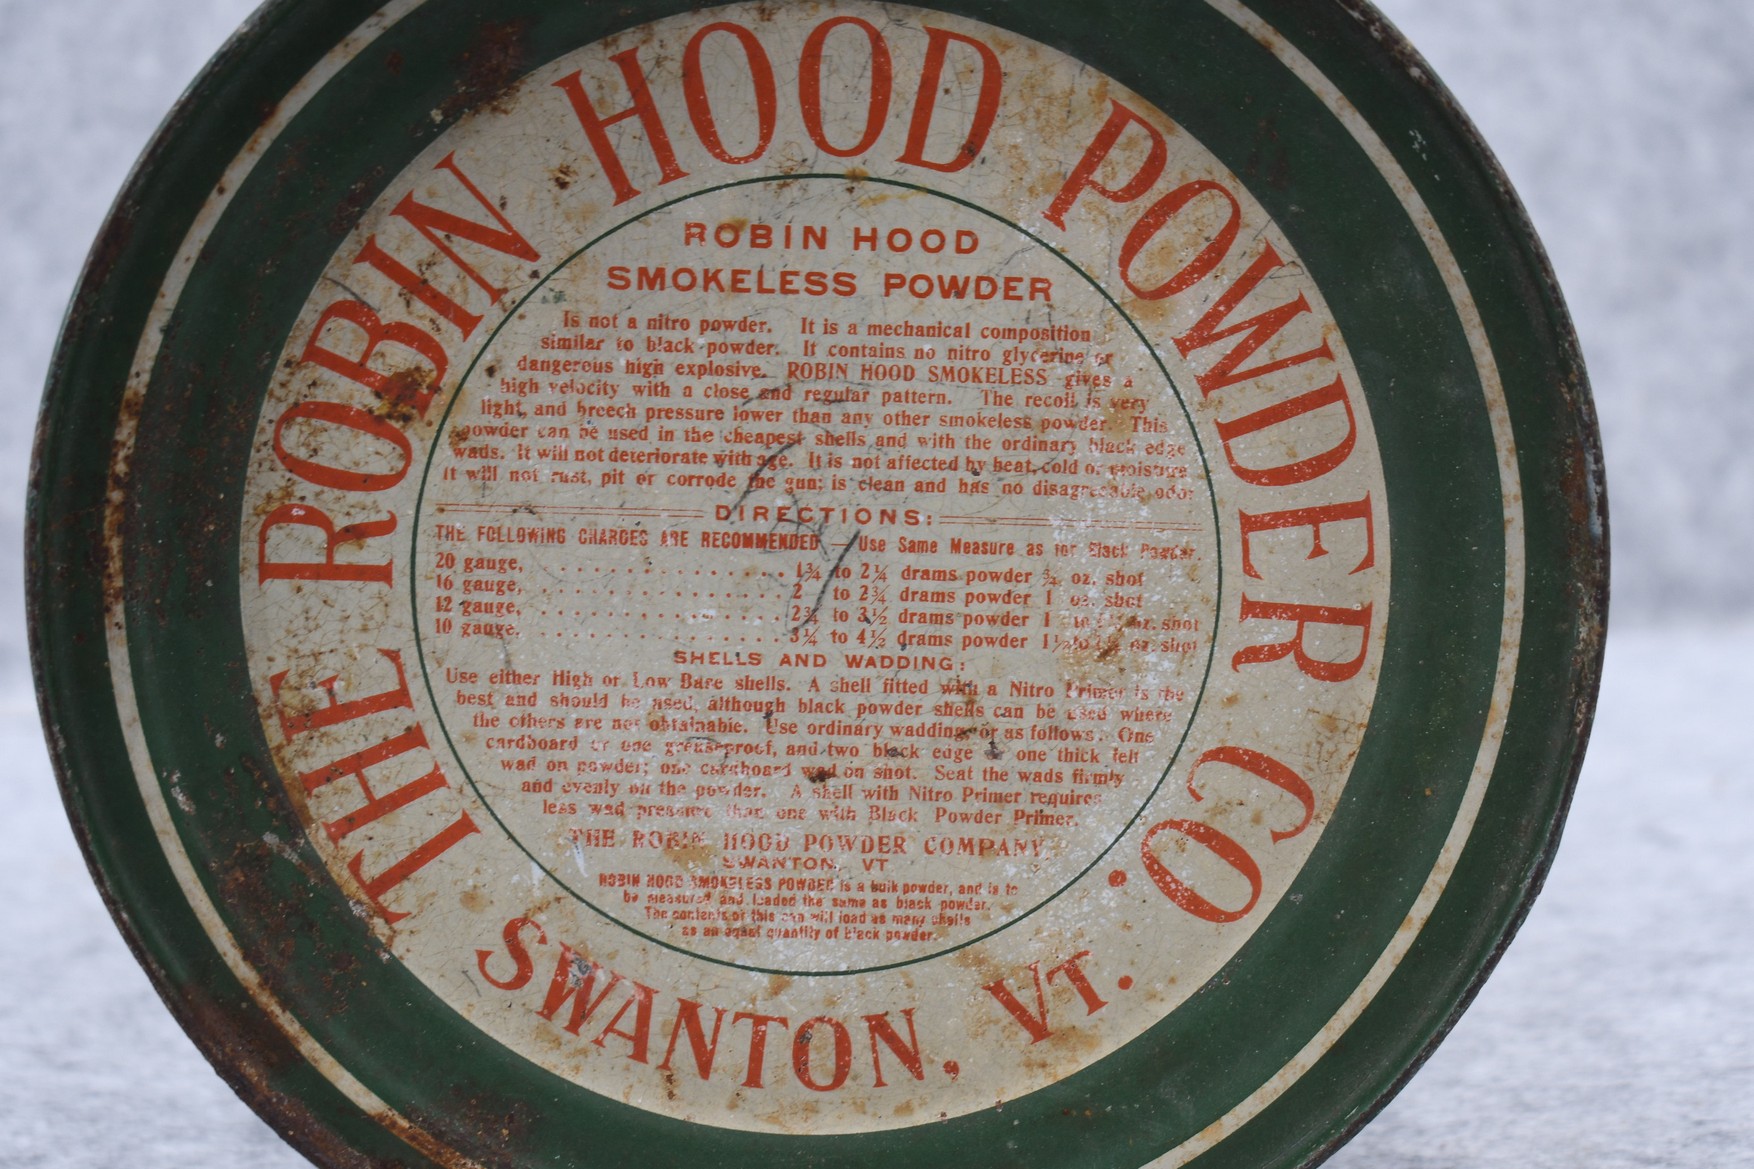 THE ROBIN HOOD POWDER CO.
SWANTON, VT.
ROBIN HOOD
SMOKELESS POWDER
Is not a nitro powder. It is a mechanical composition
similar to black powder. It contains no nitro glycerine or
dangerous high explosive. ROBIN HOOD SMOKELESS gives a
high velocity with a close and regular pattern. The recoil is very
light, and breech pressure lower than any other smokeless powder. This
powder can be used in the cheapest shells and with the ordinary black edge
wads. It will not deteriorate with age. It is not affected by heat, cold or moisture
It will not rust, pit or corrode the gun; is clean and has no disagreeable odor
DIRECTIONS:
THE FOLLOWING CHARGES ARE RECOMMENDED — Use Same Measure as for Black Powder.
20 gauge, 1¾ to 2¼ drams powder ¾ oz. shot
16 gauge, 2 to 2¾ drams powder 1 oz. shot
12 gauge, 2¾ to 3½ drams powder 1 to oz. shot
10 gauge, 3¼ to 4½ drams powder to oz. shot
SHELLS AND WADDING:
Use either High or Low Base shells. A shell fitted with a Nitro Primer is the
best and should be used, although black powder shells can be used where
the others are not obtainable. Use ordinary wadding, or as follows: One
cardboard or one grease-proof, and two black edge or one thick felt
wad on powder; one cardboard wad on shot. Seat the wads firmly
and evenly on the powder. A shell with Nitro Primer requires
less wad pressure than one with Black Powder Primer.
THE ROBIN HOOD POWDER COMPANY,
SWANTON, VT
ROBIN HOOD SMOKELESS POWDER is a bulk powder, and is to
be measured and loaded the same as black powder.
The contents of this can will load as many shells
as an equal quantity of black powder.